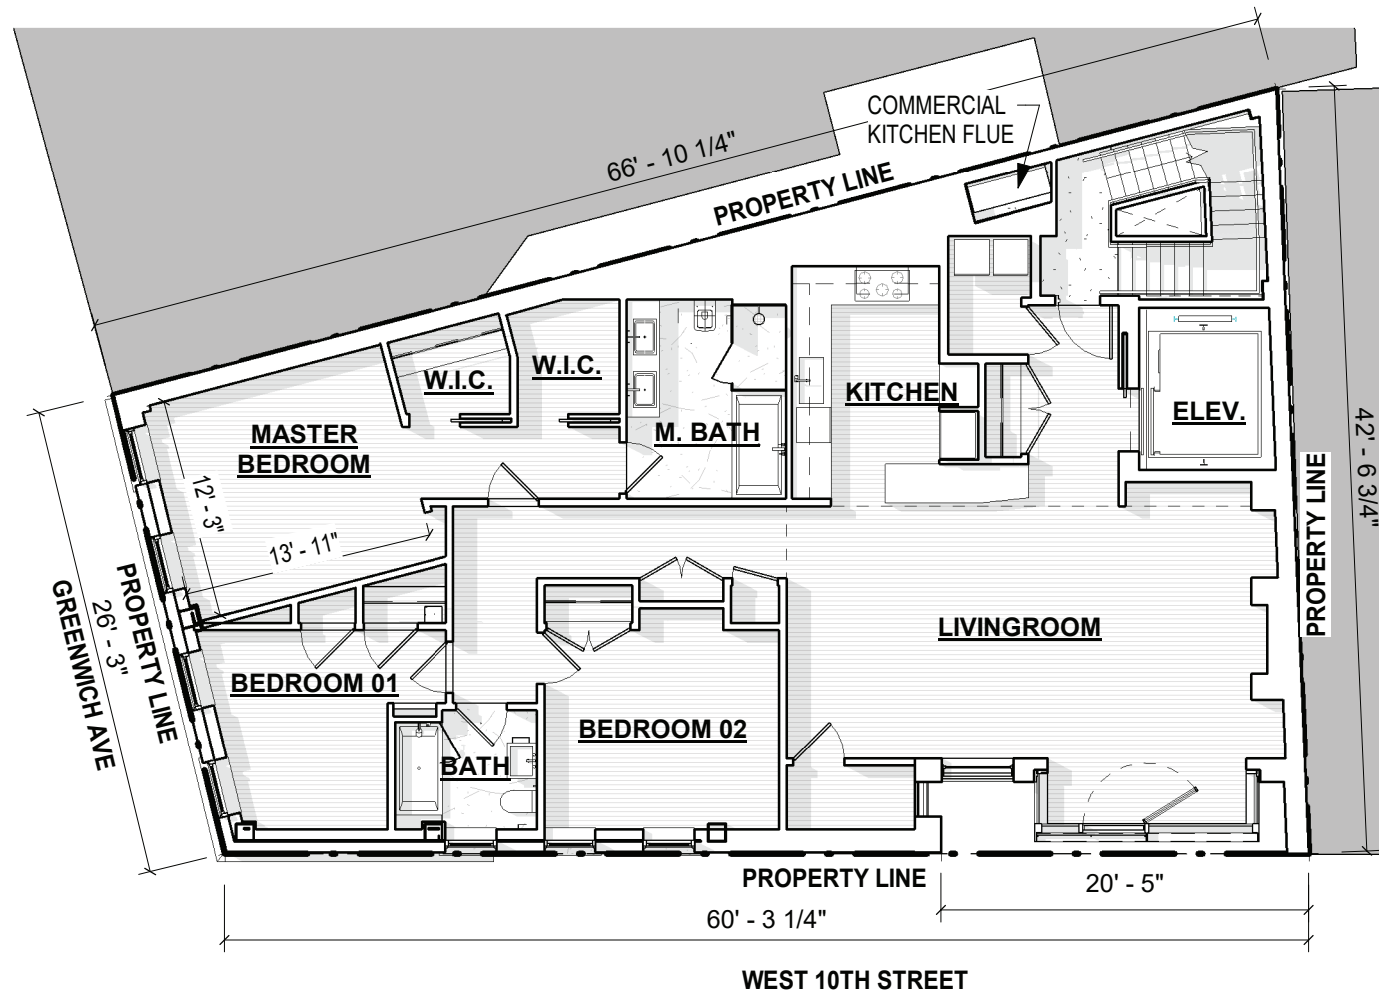 COMMERCIAL
KITCHEN FLUE
66' - 10 1/4"
PROPERTY LINE
W.I.C.
W.I.C.
KITCHEN
ELEV.
MASTER
BEDROOM
M. BATH
42' - 6 3/4"
PROPERTY LINE
12' - 3"
13' - 11"
PROPERTY LINE
26' - 3"
GREENWICH AVE
LIVINGROOM
BEDROOM 01
BEDROOM 02
BATH
PROPERTY LINE
20' - 5"
60' - 3 1/4"
WEST 10TH STREET